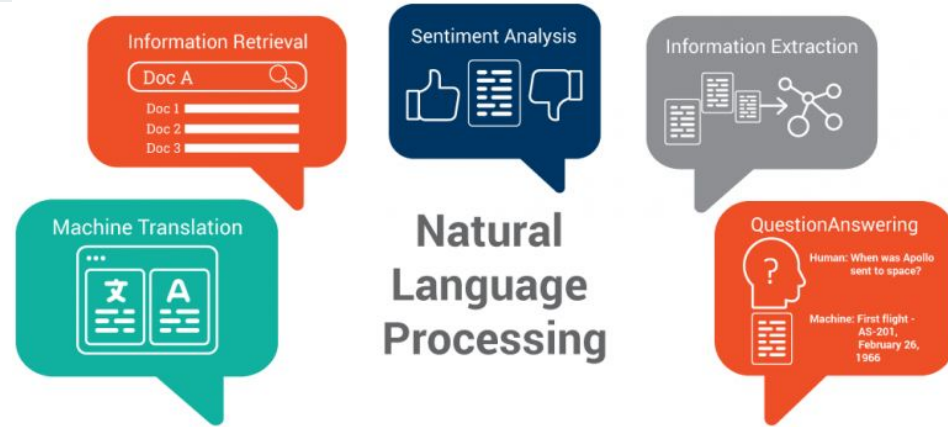 Information Retrieval
Doc A
Doc 1
Doc 2
Doc 3
Sentiment Analysis
Information Extraction
Machine Translation
文 A
Natural
Language
Processing
QuestionAnswering
?
Human: When was Apollo
sent to space?
Machine: First flight -
AS-201,
February 26,
1966